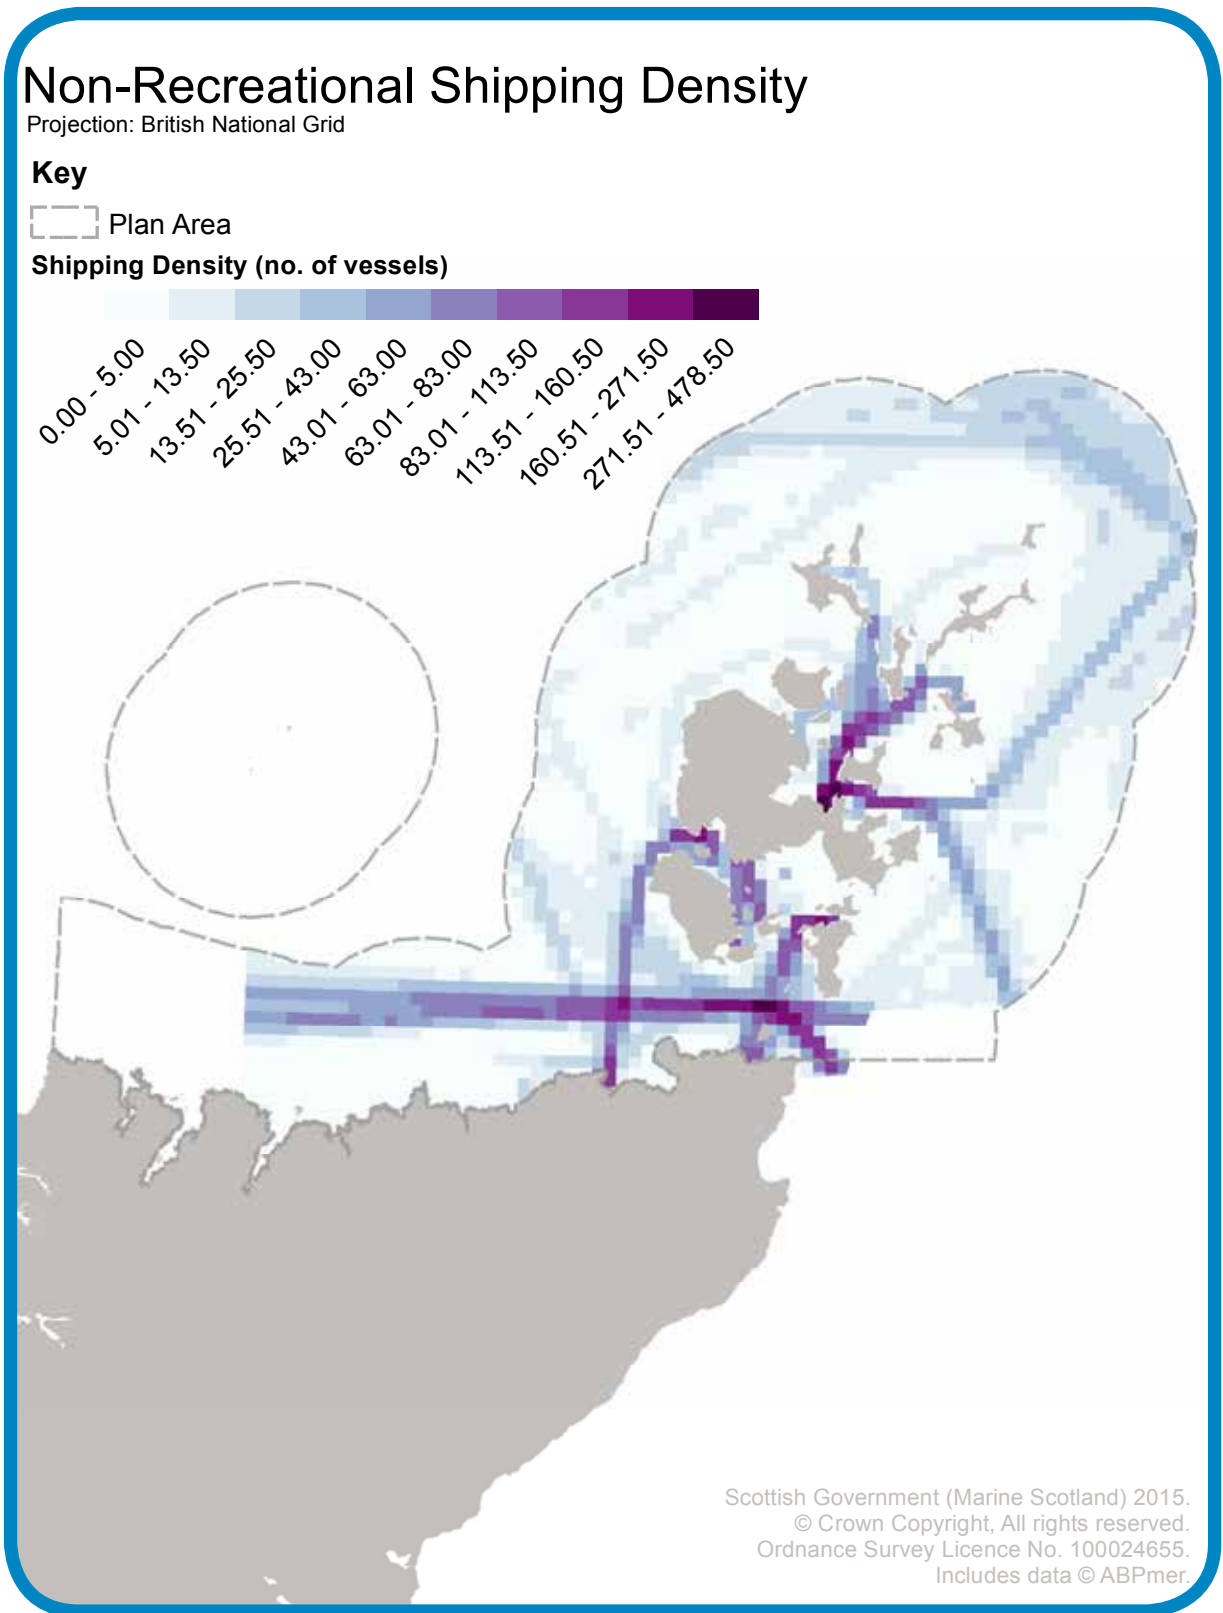 Non-Recreational Shipping Density
Projection: British National Grid
Key
Plan Area
Shipping Density (no. of vessels)
0.00 - 5.00
5.01 - 13.50
13.51 - 25.50
25.51 - 43.00
43.01 - 63.00
63.01 - 83.00
83.01 - 113.50
113.51 - 160.50
160.51 - 271.50
271.51 - 478.50
Scottish Government (Marine Scotland) 2015.
© Crown Copyright, All rights reserved.
Ordnance Survey Licence No. 100024655.
Includes data © ABPmer.